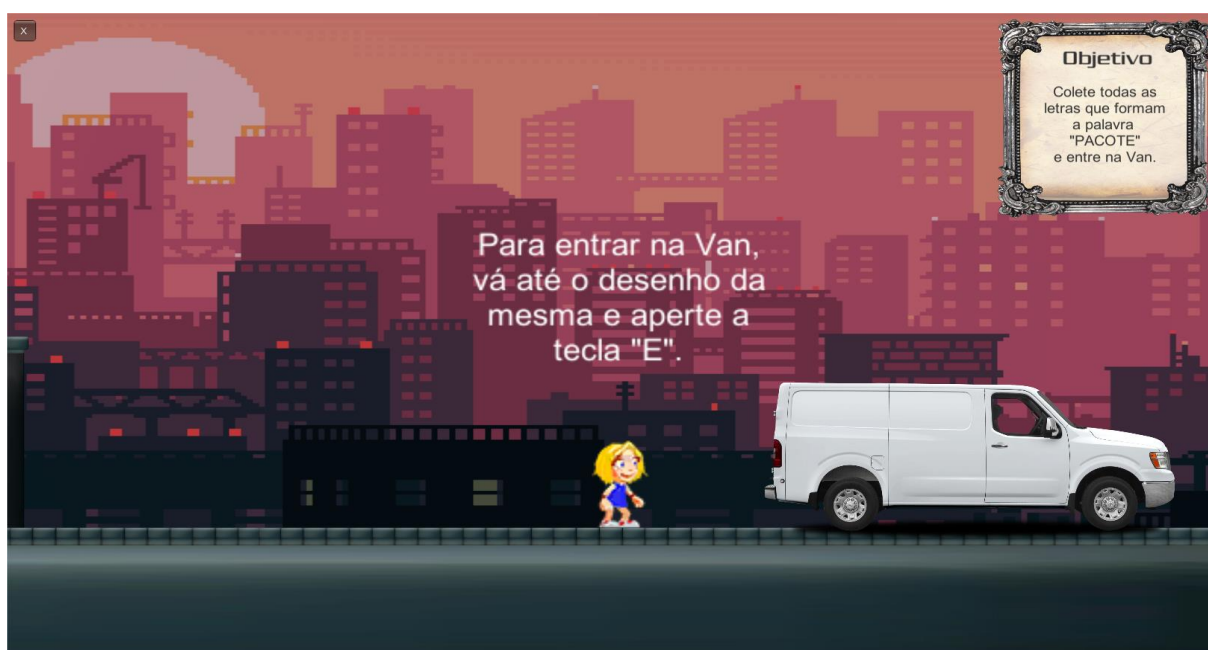 X
Objetivo
Colete todas as
letras que formam
a palavra
"PACOTE"
e entre na Van.
Para entrar na Van,
vá até o desenho da
mesma e aperte a
tecla "E".